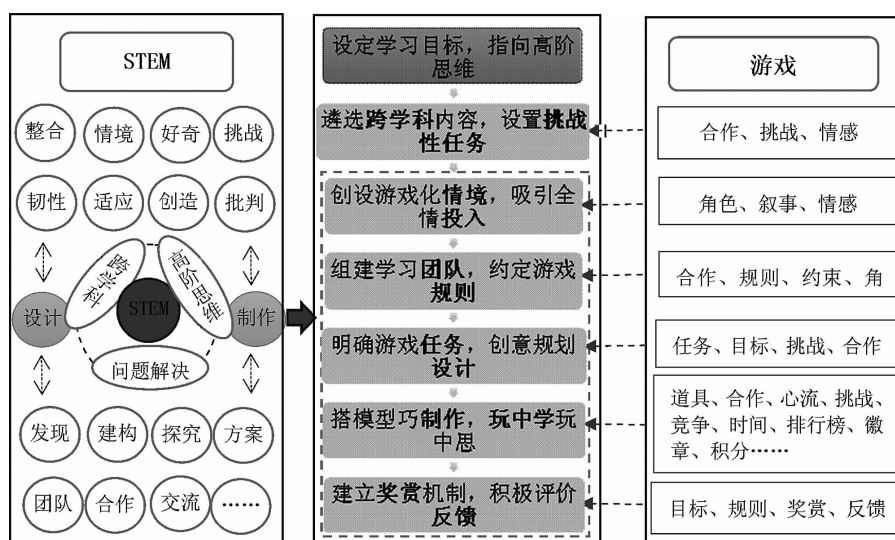 STEM
整合
情境
好奇
挑战
韧性
适应
创造
批判
跨学科
高阶思维
设计
STEM
制作
问题解决
发现
建构
探究
方案
团队
合作
交流
……
设定学习目标，指向高阶
思维
遴选跨学科内容，设置挑战
性任务
创设游戏化情境，吸引全
情投入
组建学习团队，约定游戏
规则
明确游戏任务，创意规划
设计
搭模型巧制作，玩中学玩
中思
建立奖赏机制，积极评价
反馈
游戏
合作、挑战、情感
角色、叙事、情感
合作、规则、约束、角
任务、目标、挑战、合作
道具、合作、心流、挑战、
竞争、时间、排行榜、徽
章、积分……
目标、规则、奖赏、反馈